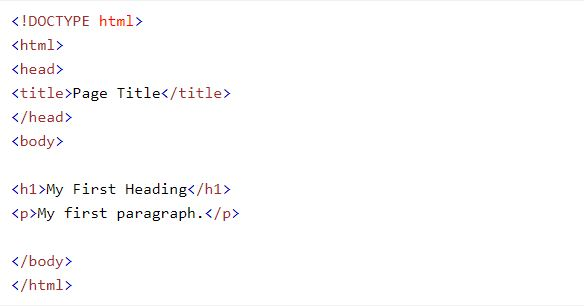 <!DOCTYPE html>
<html>
<head>
<title>Page Title</title>
</head>
<body>

<h1>My First Heading</h1>
<p>My first paragraph.</p>

</body>
</html>